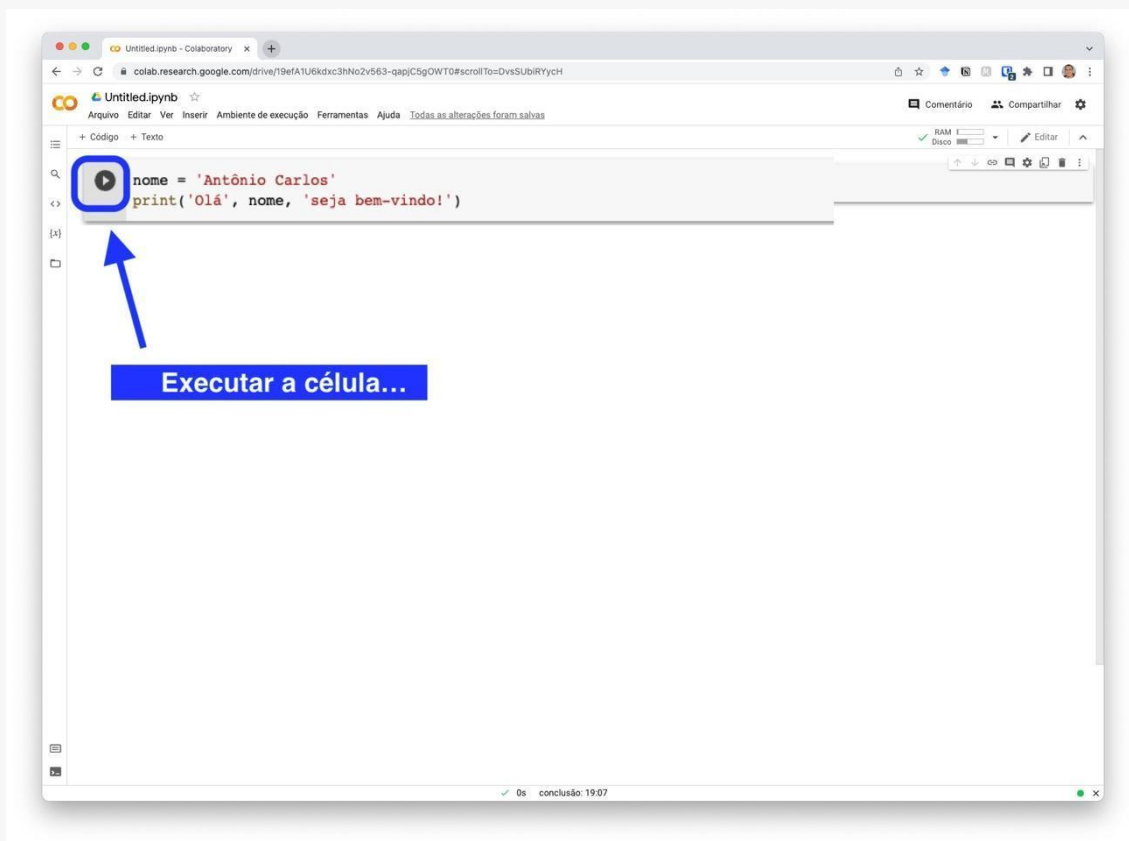 Untitled.ipynb - Colaboratory
colab.research.google.com/drive/19efA1U6kdxc3hNo2v563-qapjC5gOWT0#scrollTo=DvsSUbiRYycH
Untitled.ipynb
Comentário Compartilhar
Arquivo Editar Ver Inserir Ambiente de execução Ferramentas Ajuda Todas as alterações foram salvas
+ Código + Texto
RAM
Disco
Editar
nome = 'Antônio Carlos'
print('Olá', nome, 'seja bem-vindo!')
{x}
Executar a célula...
0s conclusão: 19:07